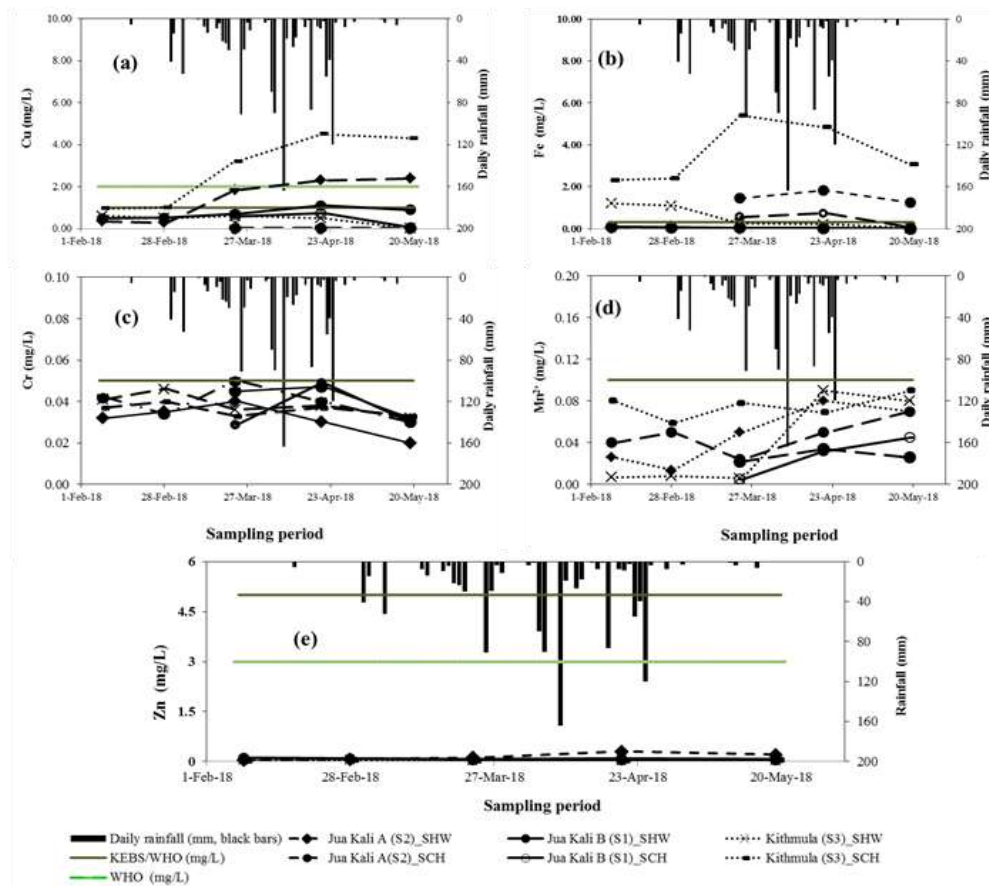 10.00 8.00 6.00 4.00 2.00 0.00
Cu (mg/L)
(a)
0 40 80 120 160 200
Daily rainfall (mm)
1-Feb-18 28-Feb-18 27-Mar-18 23-Apr-18 20-May-18
10.00 8.00 6.00 4.00 2.00 0.00
Fe (mg/L)
(b)
0 40 80 120 160 200
Daily rainfall (mm)
1-Feb-18 28-Feb-18 27-Mar-18 23-Apr-18 20-May-18
0.10 0.08 0.06 0.04 0.02 0.00
Cr (mg/L)
(c)
0 40 80 120 160 200
Daily rainfall (mm)
1-Feb-18 28-Feb-18 27-Mar-18 23-Apr-18 20-May-18
Sampling period
0.20 0.16 0.12 0.08 0.04 0.00
Mn²⁺ (mg/L)
(d)
0 40 80 120 160 200
Daily rainfall (mm)
1-Feb-18 28-Feb-18 27-Mar-18 23-Apr-18 20-May-18
Sampling period
6 4.5 3 1.5 0
Zn (mg/L)
(e)
0 40 80 120 160 200
Rainfall (mm)
1-Feb-18 28-Feb-18 27-Mar-18 23-Apr-18 20-May-18
Sampling period
Daily rainfall (mm, black bars) Jua Kali A (S2)_SHW Jua Kali B (S1)_SHW Kithmula (S3)_SHW
KEBS/WHO (mg/L) Jua Kali A(S2)_SCH Jua Kali B (S1)_SCH Kithmula (S3)_SCH
WHO (mg/L)